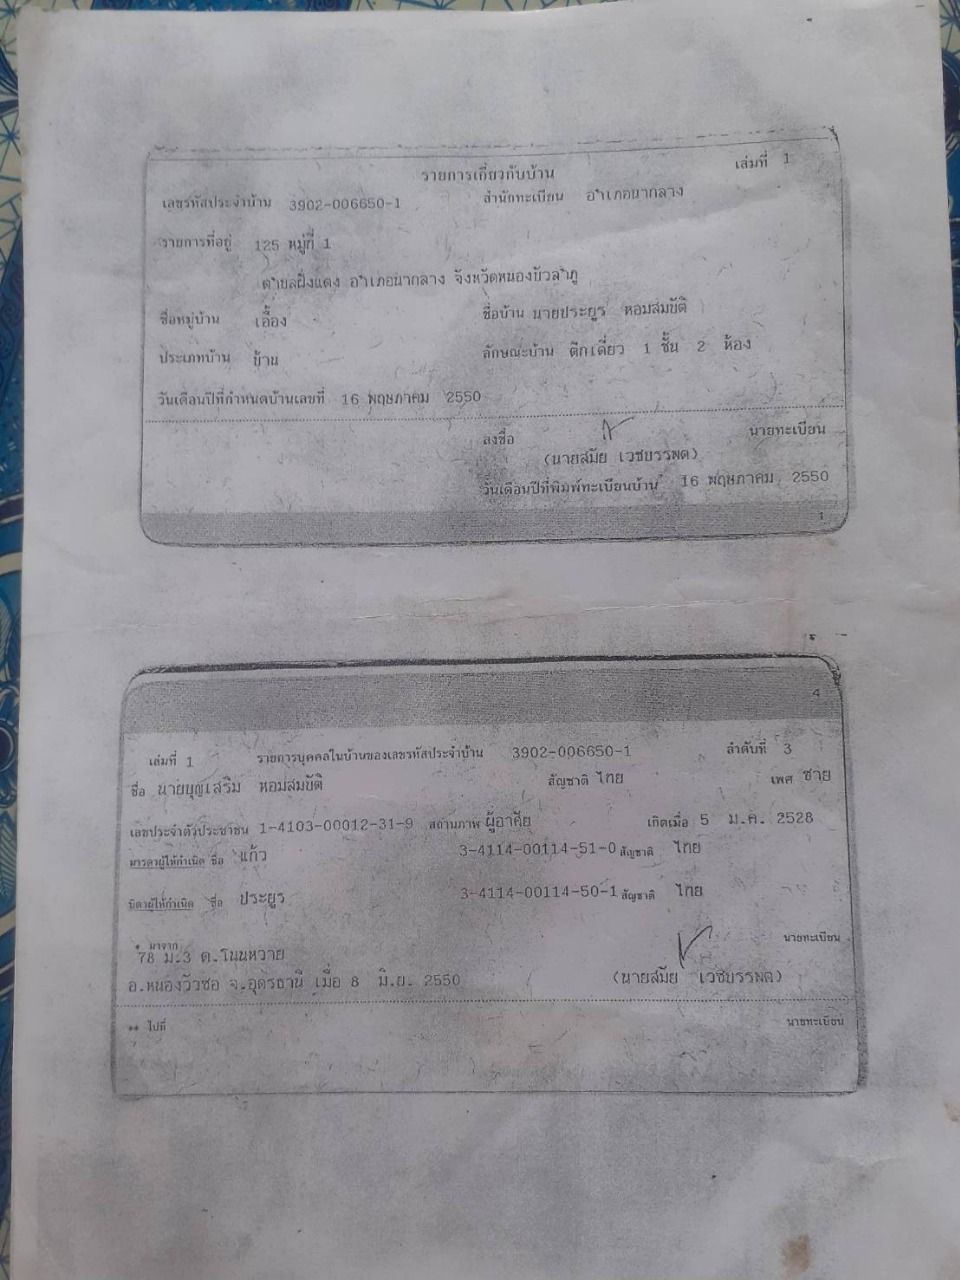 รายการเกี่ยวกับบ้าน เล่มที่ 1
เลขรหัสประจำบ้าน 3902-006650-1 สำนักทะเบียน อำเภอนากลาง
รายการที่อยู่ 125 หมู่ที่ 1
ตำบลฝั่งแดง อำเภอนากลาง จังหวัดหนองบัวลำภู
ชื่อหมู่บ้าน เอื้อง ชื่อบ้าน นายประยูร หอมสมบัติ
ประเภทบ้าน บ้าน ลักษณะบ้าน ตึกเดี่ยว 1 ชั้น 2 ห้อง
วันเดือนปีที่กำหนดบ้านเลขที่ 16 พฤษภาคม 2550
ลงชื่อ นายทะเบียน
(นายสมัย เวชบรรพต)
วันเดือนปีที่พิมพ์ทะเบียนบ้าน 16 พฤษภาคม 2550
1
4
เล่มที่ 1 รายการบุคคลในบ้านของเลขรหัสประจำบ้าน 3902-006650-1 ลำดับที่ 3
ชื่อ นายบุญเสริม หอมสมบัติ สัญชาติ ไทย เพศ ชาย
เลขประจำตัวประชาชน 1-4103-00012-31-9 สถานภาพ ผู้อาศัย เกิดเมื่อ 5 ม.ค. 2528
มารดาผู้ให้กำเนิด ชื่อ แก้ว 3-4114-00114-51-0 สัญชาติ ไทย
บิดาผู้ให้กำเนิด ชื่อ ประยูร 3-4114-00114-50-1 สัญชาติ ไทย
* มาจาก นายทะเบียน
78 ม.3 ต.โนนหวาย
อ.หนองวัวซอ จ.อุดรธานี เมื่อ 8 มิ.ย. 2550 (นายสมัย เวชบรรพต)
** ไปที่ นายทะเบียน